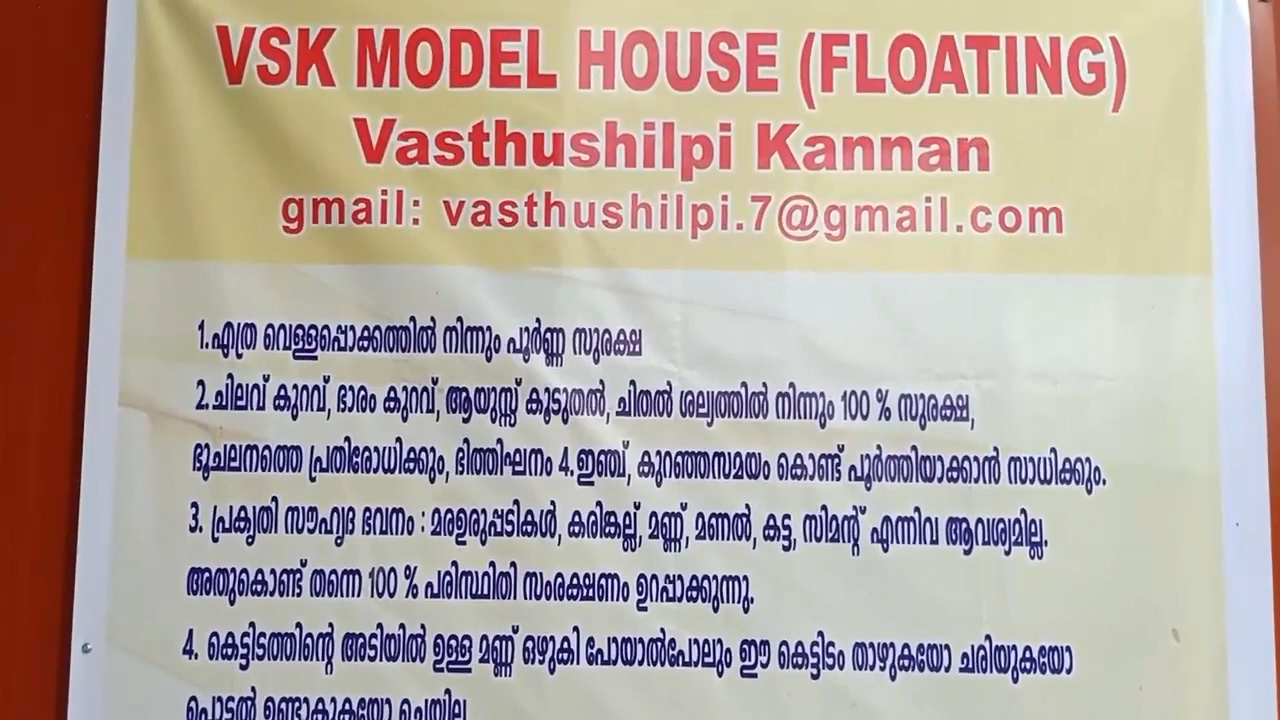 VSK MODEL HOUSE (FLOATING)
Vasthushilpi Kannan
gmail: vasthushilpi.7@gmail.com
1.എത്ര വെള്ളപ്പൊക്കത്തിൽ നിന്നും പൂർണ്ണ സുരക്ഷ
2.ചിലവ് കുറവ്, ഭാരം കുറവ്, ആയുസ്സ് കൂടുതൽ, ചിതൽ ശല്യത്തിൽ നിന്നും 100 % സുരക്ഷ,
ഭൂചലനത്തെ പ്രതിരോധിക്കും, ഭിത്തിഘനം 4.ഇഞ്ച്, കുറഞ്ഞസമയം കൊണ്ട് പൂർത്തിയാക്കാൻ സാധിക്കും.
3. പ്രകൃതി സൗഹൃദ ഭവനം : മരഉരുപ്പടികൾ, കരിങ്കല്ല്, മണ്ണ്, മണൽ, കട്ട, സിമന്റ് എന്നിവ ആവശ്യമില്ല.
അതുകൊണ്ട് തന്നെ 100 % പരിസ്ഥിതി സംരക്ഷണം ഉറപ്പാക്കുന്നു.
4. കെട്ടിടത്തിന്റെ അടിയിൽ ഉള്ള മണ്ണ് ഒഴുകി പോയാൽപോലും ഈ കെട്ടിടം താഴുകയോ ചരിയുകയോ
പൊട്ടൽ ഉണ്ടാകുകയോ ചെയ്യില്ല